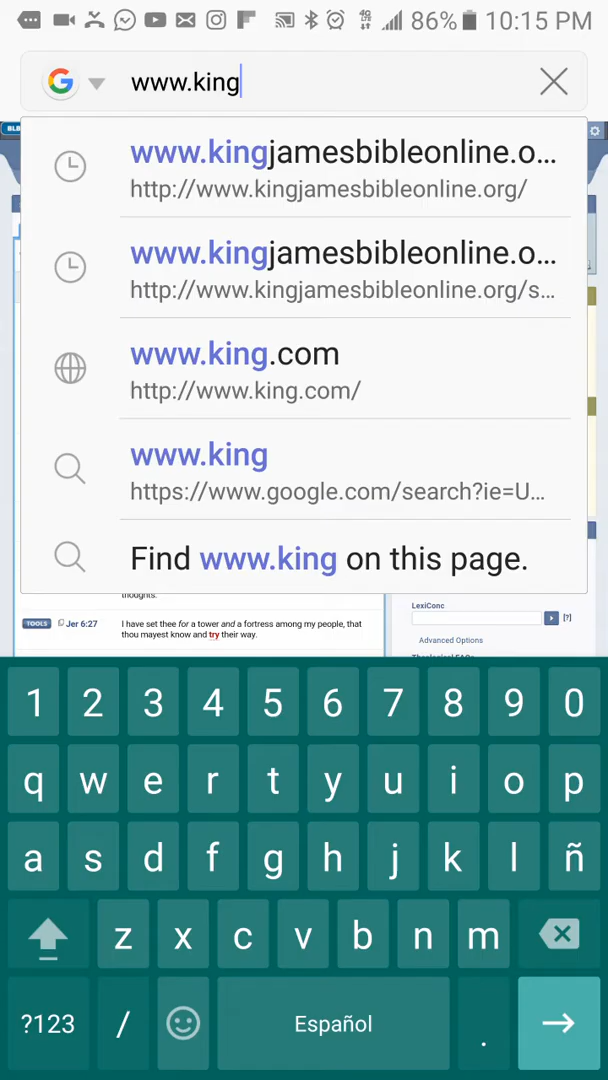 86% 10:15 PM
www.king
BLB
www.kingjamesbibleonline.o...
http://www.kingjamesbibleonline.org/
www.kingjamesbibleonline.o...
http://www.kingjamesbibleonline.org/s...
www.king.com
http://www.king.com/
www.king
https://www.google.com/search?ie=U...
Find www.king on this page.
thoughts.
LexiConc
TOOLS Jer 6:27 I have set thee for a tower and a fortress among my people, that
thou mayest know and try their way.
[?]
Advanced Options
1 2 3 4 5 6 7 8 9 0
q w e r t y u i o p
a s d f g h j k l ñ
z x c v b n m
?123 / Español .